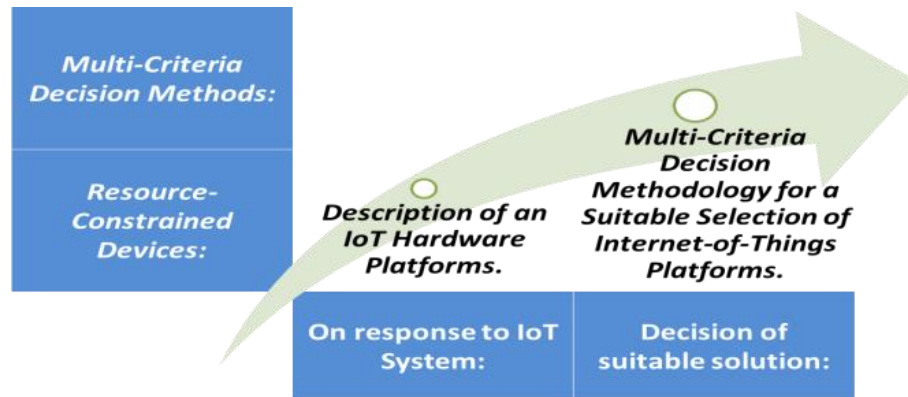 Multi-Criteria
Decision Methods:
Resource-
Constrained
Devices:
Description of an
IoT Hardware
Platforms.
Multi-Criteria
Decision
Methodology for a
Suitable Selection of
Internet-of-Things
Platforms.
On response to IoT
System:
Decision of
suitable solution: